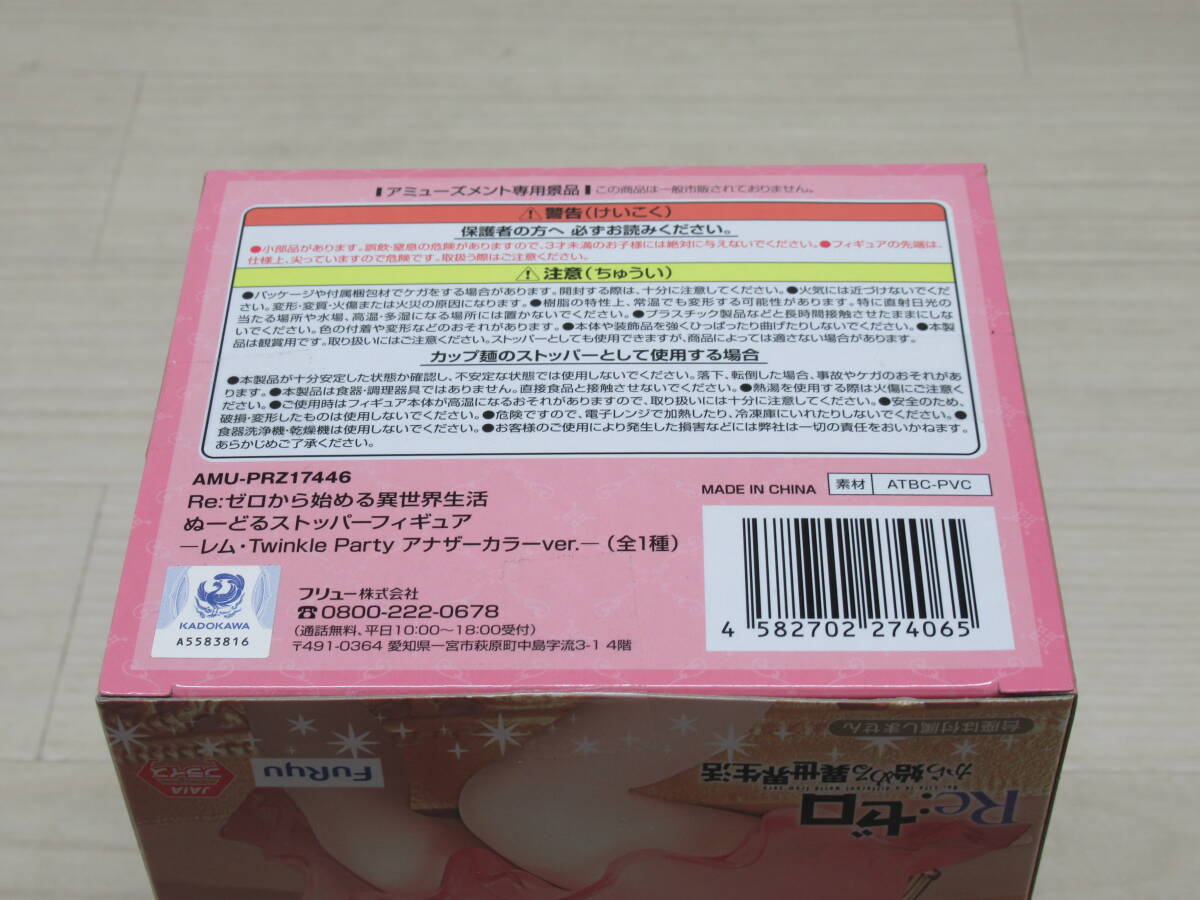 アミューズメント専用景品 この商品は一般市販されておりません。
警告(けいこく)
保護者の方へ 必ずお読みください。
●小部品があります。誤飲・窒息の危険がありますので、3才未満のお子様には絶対に与えないでください。●フィギュアの先端は、
仕様上、尖っていますので危険です。取扱う際はご注意ください。
注意(ちゅうい)
●パッケージや付属梱包材でケガをする場合があります。開封する際は、十分に注意してください。●火気には近づけないでくだ
さい。変形・変質・火傷または火災の原因になります。●樹脂の特性上、常温でも変形する可能性があります。特に直射日光の
当たる場所や水場、高温・多湿になる場所には置かないでください。●プラスチック製品などと長時間接触させたままにしな
いでください。色の付着や変形などのおそれがあります。●本体や装飾品を強くひっぱったり曲げたりしないでください。●本製
品は観賞用です。取り扱いにはご注意ください。ストッパーとしても使用できますが、商品によっては適さない場合があります。
カップ麺のストッパーとして使用する場合
●本製品が十分安定した状態か確認し、不安定な状態では使用しないでください。落下、転倒した場合、事故やケガのおそれがあり
ます。●本製品は食器・調理器具ではありません。直接食品と接触させないでください。●熱湯を使用する際は火傷にご注意く
ださい。●ご使用時はフィギュア本体が高温になるおそれがありますので、取り扱いには十分に注意してください。●安全のため、
破損・変形したものは使用しないでください。●危険ですので、電子レンジで加熱したり、冷凍庫にいれたりしないでください。●
食器洗浄機・乾燥機は使用しないでください。●お客様のご使用により発生した損害などには弊社は一切の責任をおいかねます。
あらかじめご了承ください。
AMU-PRZ17446
Re:ゼロから始める異世界生活
ぬーどるストッパーフィギュア
―レム・Twinkle Party アナザーカラーver.―(全1種)
MADE IN CHINA 素材 ATBC-PVC
KADOKAWA
A5583816
フリュー株式会社
☎0800-222-0678
(通話無料、平日10:00~18:00受付)
〒491-0364 愛知県一宮市萩原町中島字流3-1 4階
4 582702 274065
台座は付属しません
JAIA
プライズ
FuRyu
Re:ゼロ
から始める異世界生活
Re: Life in a different world from zero